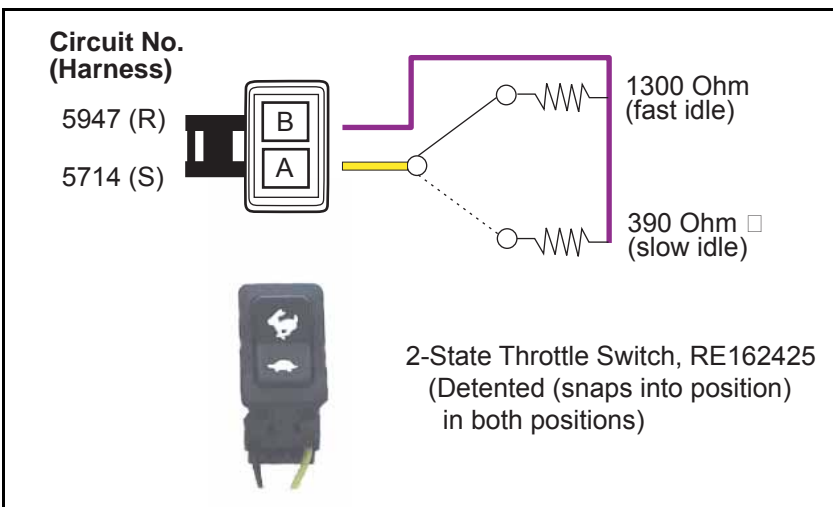 Circuit No.
(Harness)
5947 (R)
5714 (S)
B
A
1300 Ohm
(fast idle)
390 Ohm □
(slow idle)
2-State Throttle Switch, RE162425
(Detented (snaps into position)
in both positions)